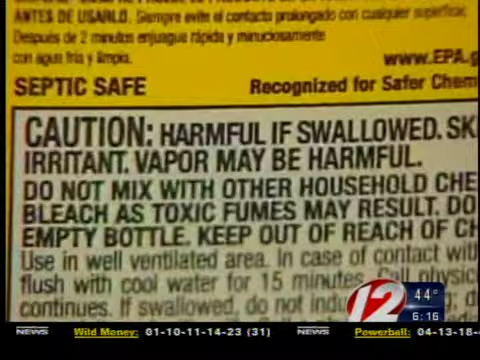 ANTES DE USARLO. Siempre evite el contacto prolongado con cualquier superficie.
Después de 2 minutos enjuague rápida y minuciosamente
con agua fría y limpia.
www.EPA.g
SEPTIC SAFE
Recognized for Safer Chem
CAUTION: HARMFUL IF SWALLOWED. SK
IRRITANT. VAPOR MAY BE HARMFUL.
DO NOT MIX WITH OTHER HOUSEHOLD CHE
BLEACH AS TOXIC FUMES MAY RESULT. DO
EMPTY BOTTLE. KEEP OUT OF REACH OF CH
Use in well ventilated area. In case of contact with
flush with cool water for 15 minutes. Call physic
continues. If swallowed, do not indu
12 44°
6:16
NEWS Wild Money: 01-10-11-14-23 (31) NEWS Powerball: 04-13-18-